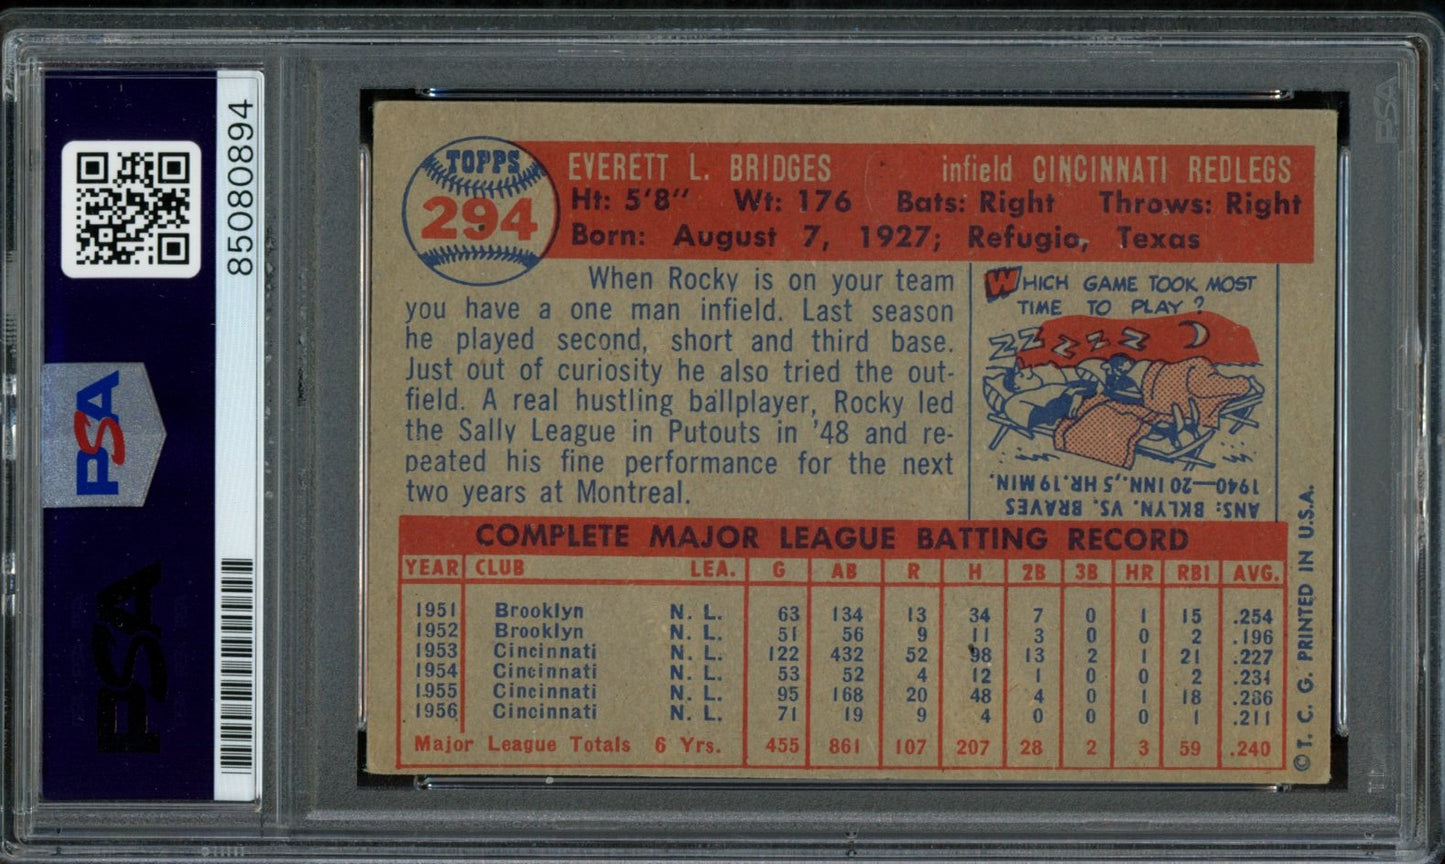 85080894
PSA
PSA
PSA
TOPPS
294
EVERETT L. BRIDGES infield CINCINNATI REDLEGS
Ht: 5'8" Wt: 176 Bats: Right Throws: Right
Born: August 7, 1927; Refugio, Texas
When Rocky is on your team
you have a one man infield. Last season
he played second, short and third base.
Just out of curiosity he also tried the out-
field. A real hustling ballplayer, Rocky led
the Sally League in Putouts in '48 and re-
peated his fine performance for the next
two years at Montreal.
WHICH GAME TOOK MOST
TIME TO PLAY?
ZZ Z Z Z Z
ANS: BKLYN. VS. BRAVES
1940—20 INN., 5 HR. 19 MIN.
COMPLETE MAJOR LEAGUE BATTING RECORD
YEAR CLUB LEA. G AB R H 2B 3B HR RBI AVG.
1951 Brooklyn N. L. 63 134 13 34 7 0 1 15 .254
1952 Brooklyn N. L. 51 56 9 11 3 0 0 2 .196
1953 Cincinnati N. L. 122 432 52 98 13 2 1 21 .227
1954 Cincinnati N. L. 53 52 4 12 1 0 0 2 .231
1955 Cincinnati N. L. 95 168 20 48 4 0 1 18 .286
1956 Cincinnati N. L. 71 19 9 4 0 0 0 1 .211
Major League Totals 6 Yrs. 455 861 107 207 28 2 3 59 .240
©T. C. G. PRINTED IN U.S.A.